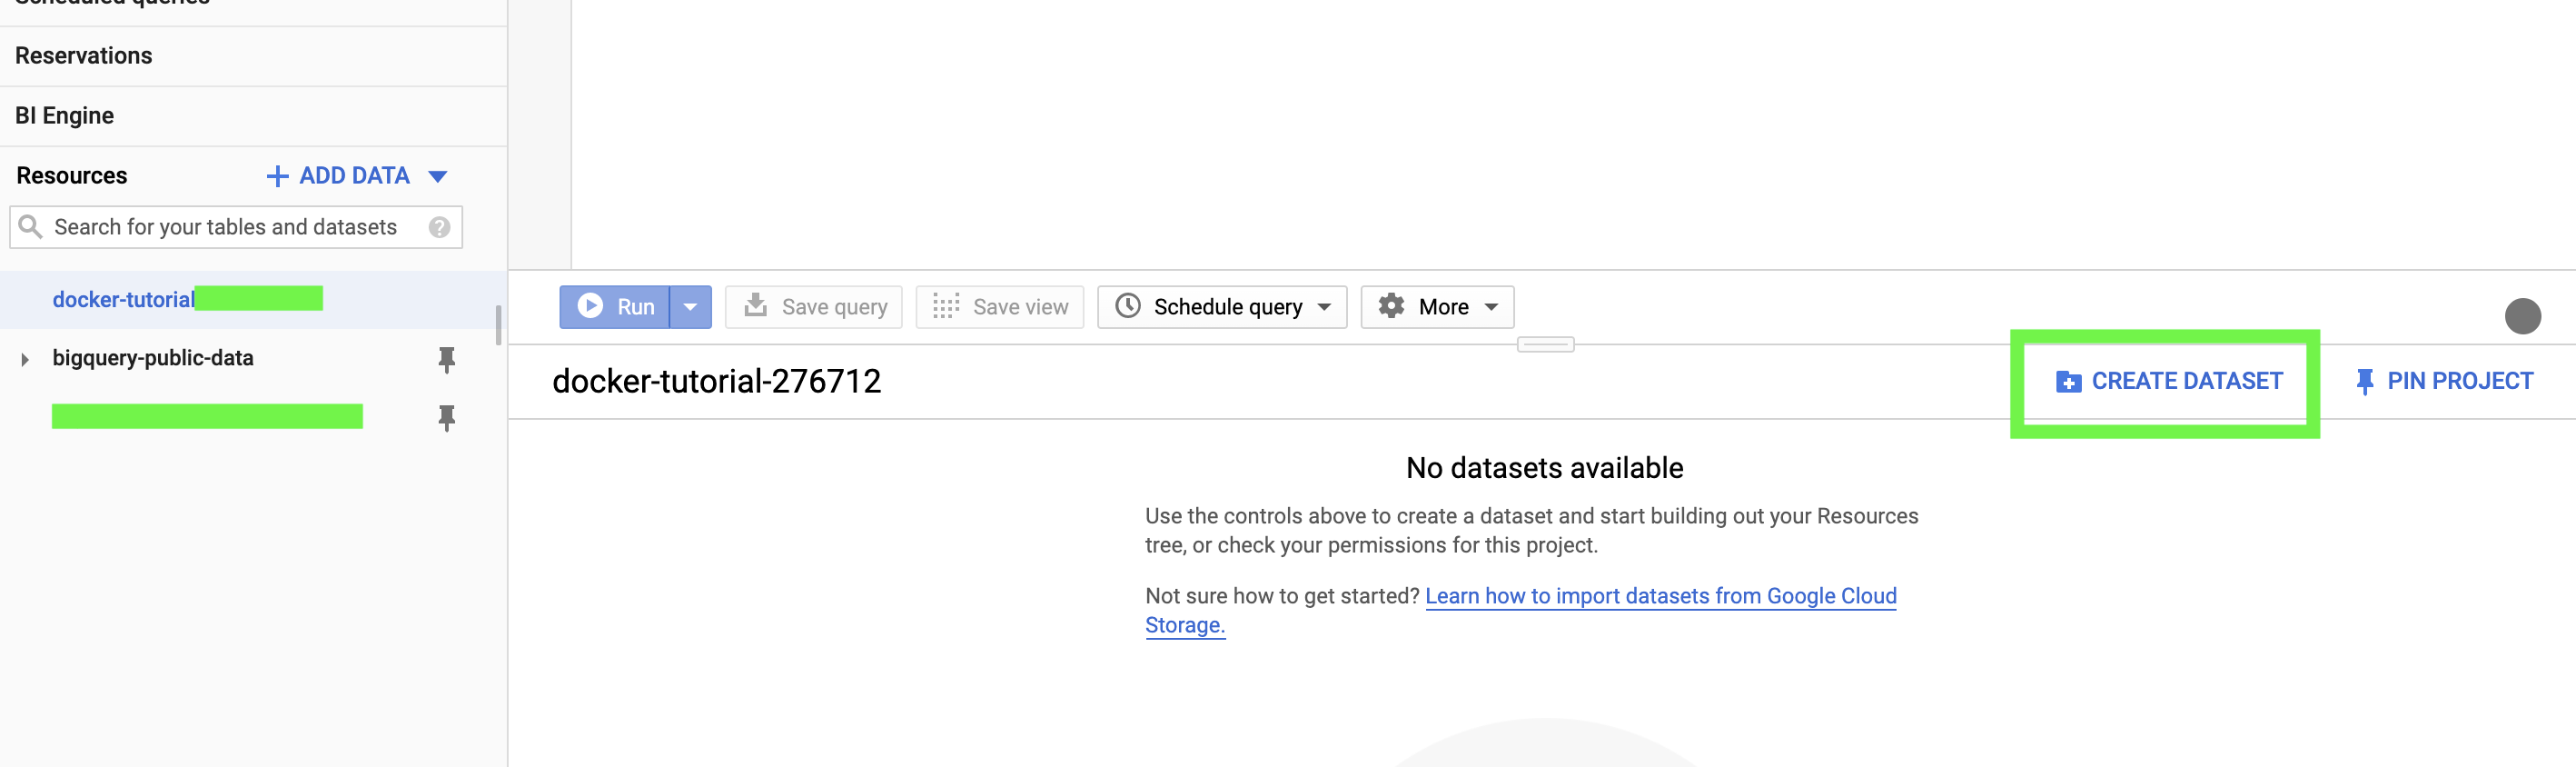 Scheduled queries
Reservations
BI Engine
Resources
ADD DATA
Search for your tables and datasets
?
docker-tutorial
bigquery-public-data
Run
Save query
Save view
Schedule query
More
docker-tutorial-276712
CREATE DATASET
PIN PROJECT
No datasets available
Use the controls above to create a dataset and start building out your Resources
tree, or check your permissions for this project.
Not sure how to get started? Learn how to import datasets from Google Cloud
Storage.